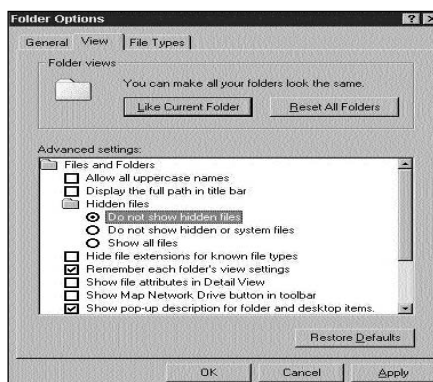 Folder Options
General View File Types
Folder views
You can make all your folders look the same.
Like Current Folder Reset All Folders
Advanced settings:
Files and Folders
Allow all uppercase names
Display the full path in title bar
Hidden files
Do not show hidden files
Do not show hidden or system files
Show all files
Hide file extensions for known file types
Remember each folder's view settings
Show file attributes in Detail View
Show Map Network Drive button in toolbar
Show pop-up description for folder and desktop items.
Restore Defaults
OK Cancel Apply